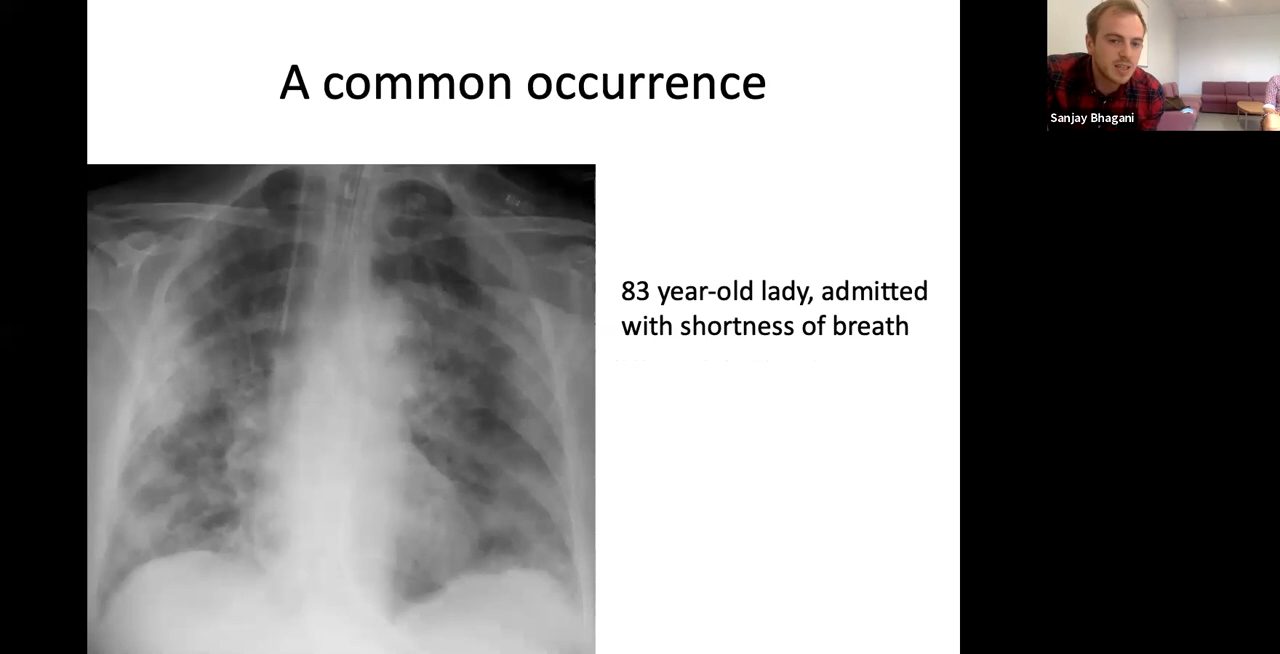 A common occurrence
83 year-old lady, admitted
with shortness of breath
Sanjay Bhagani